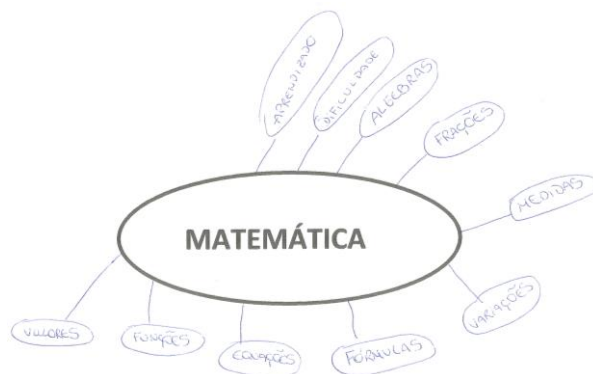 APRENDIZADO
DIFICULDADE
ALGEBRAS
FRAÇÕES
MEDIDAS
MATEMÁTICA
VARIAÇÕES
VALORES
FUNÇÕES
EQUAÇÕES
FÓRMULAS